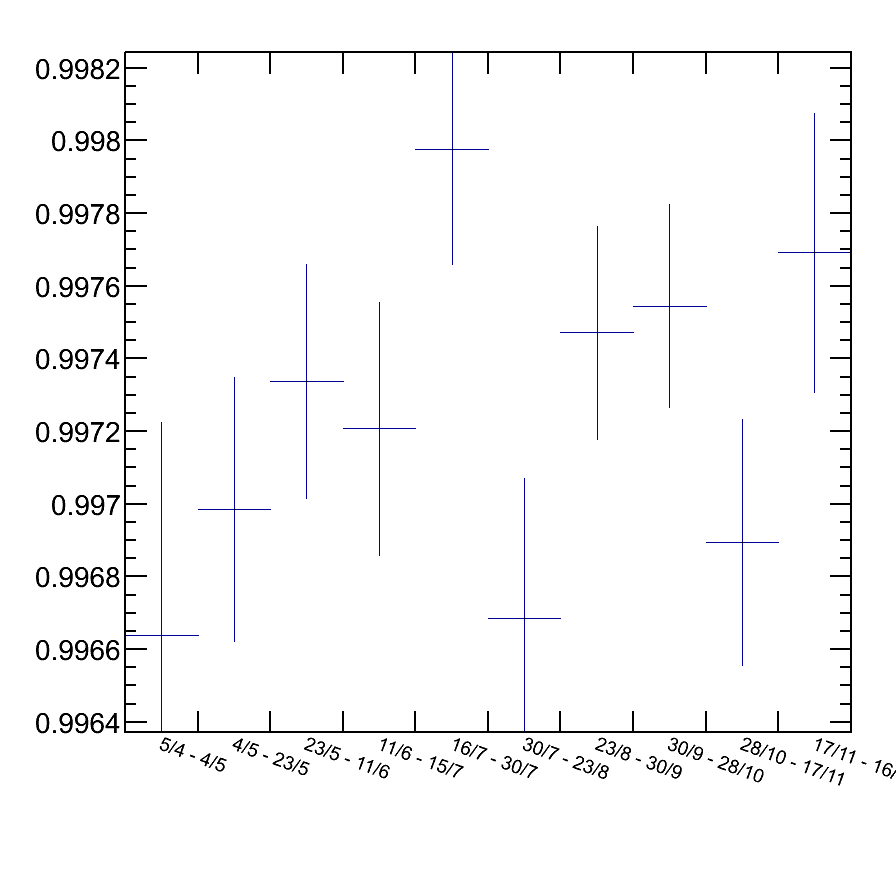 0.9982
0.998
0.9978
0.9976
0.9974
0.9972
0.997
0.9968
0.9966
0.9964
5/4 - 4/5
4/5 - 23/5
23/5 - 11/6
11/6 - 15/7
16/7 - 30/7
30/7 - 23/8
23/8 - 30/9
30/9 - 28/10
28/10 - 17/11
17/11 - 16/